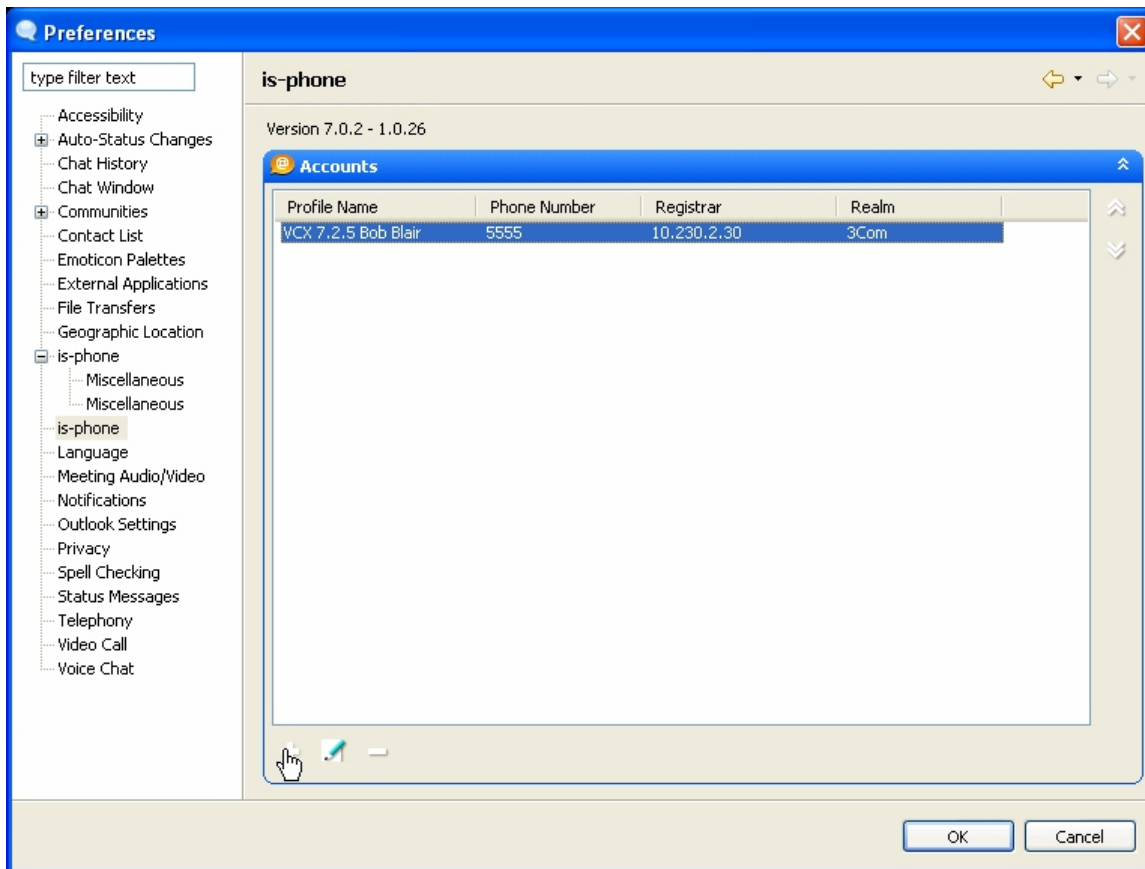 Preferences
type filter text
Accessibility
Auto-Status Changes
Chat History
Chat Window
Communities
Contact List
Emoticon Palettes
External Applications
File Transfers
Geographic Location
is-phone
Miscellaneous
Miscellaneous
is-phone
Language
Meeting Audio/Video
Notifications
Outlook Settings
Privacy
Spell Checking
Status Messages
Telephony
Video Call
Voice Chat
is-phone
Version 7.0.2 - 1.0.26
Accounts
Profile Name Phone Number Registrar Realm
VCX 7.2.5 Bob Blair 5555 10.230.2.30 3Com
OK Cancel